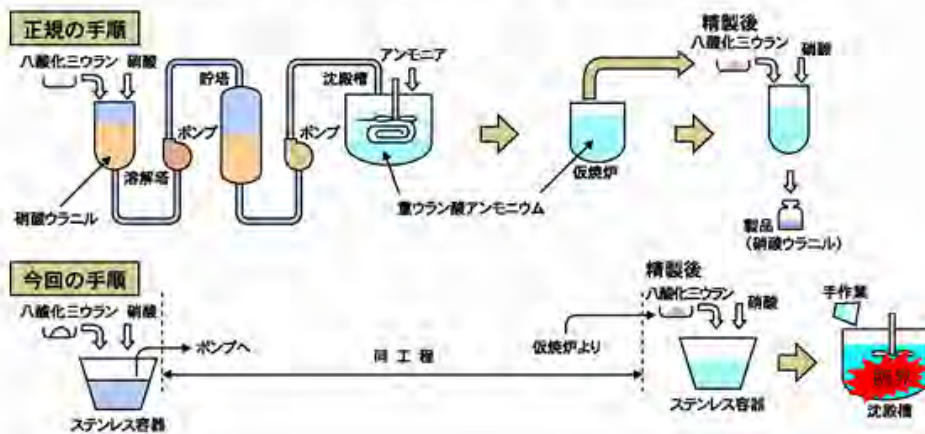 正規の手順
八酸化三ウラン 硝酸
貯塔
沈殿槽
アンモニア
精製後
八酸化三ウラン
硝酸
ポンプ
ポンプ
溶解塔
硝酸ウラニル
重ウラン酸アンモニウム
仮焼炉
製品
(硝酸ウラニル)
今回の手順
八酸化三ウラン 硝酸
ポンプへ
ステンレス容器
同工程
仮焼炉より
精製後
八酸化三ウラン
硝酸
ステンレス容器
手作業
臨界
沈殿槽